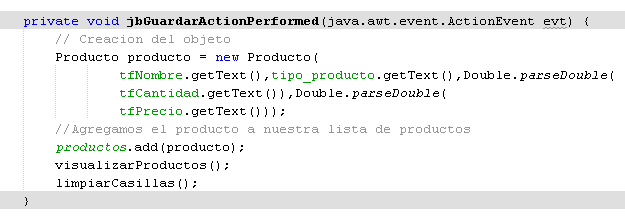 private void jbGuardarActionPerformed(java.awt.event.ActionEvent evt) {
// Creacion del objeto
Producto producto = new Producto(
tfNombre.getText(),tipo_producto.getText(),Double.parseDouble(
tfCantidad.getText()),Double.parseDouble(
tfPrecio.getText()));
//Agregamos el producto a nuestra lista de productos
productos.add(producto);
visualizarProductos();
limpiarCasillas();
}